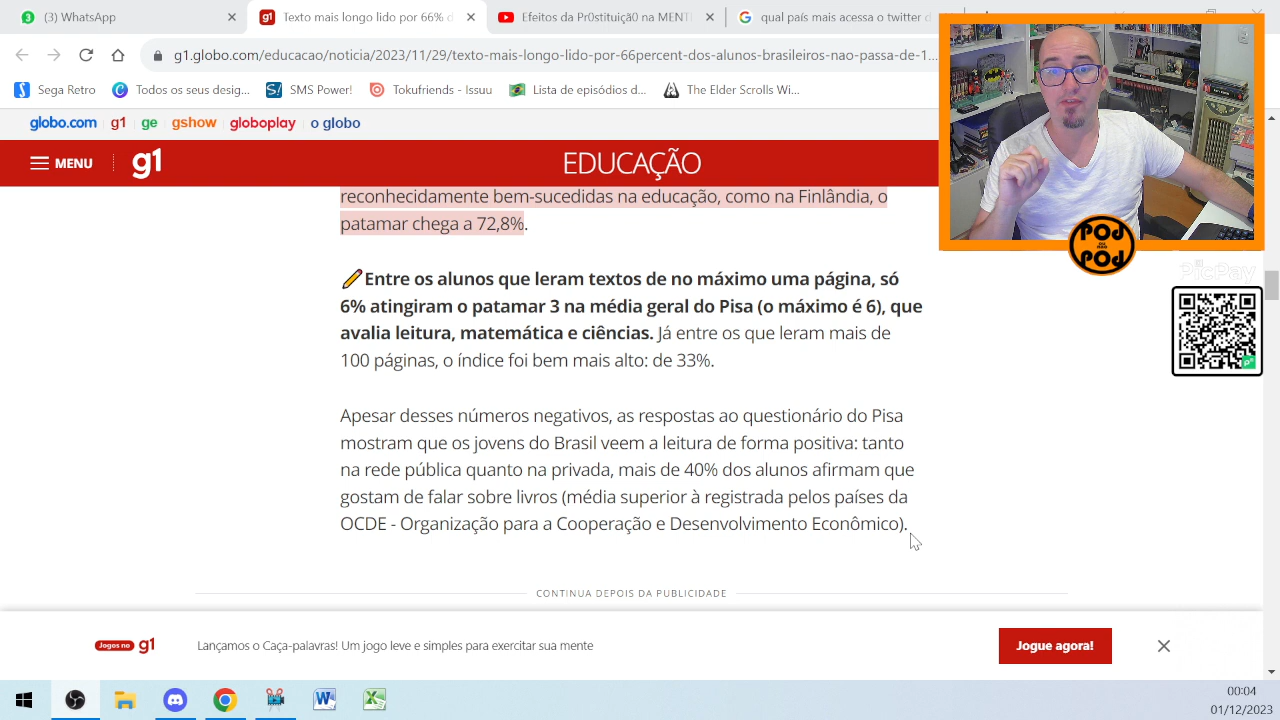 (3) WhatsApp
Texto mais longo lido por 66% d
Efeitos da Pr0stituiçã0 na MENT
qual país mais acessa o twitter d
g1.globo.com/educacao/noticia/2023/11/29/texto-mais-longo-lido-por-66percent-dos-alunos-brasileiros-nao-passa-de-1...
Sega Retro
Todos os seus desig...
SMS Power!
Tokufriends - Issuu
Lista de episódios d...
The Elder Scrolls Wi...
globo.com g1 ge gshow globoplay o globo
MENU g1 EDUCAÇÃO
reconhecidamente bem-sucedidas na educação, como na Finlândia, o
patamar chega a 72,8%.
POD
POD
PicPay
Entre os alunos que leram textos de no máximo uma página, só
6% atingiram o patamar 3 na média geral do Pisa (o máximo é 6), que
avalia leitura, matemática e ciências. Já entre os que leram mais de
100 páginas, o índice foi bem mais alto: de 33%.
Apesar desses números negativos, as respostas ao questionário do Pisa
mostram que os jovens do Brasil veem a leitura de forma positiva: tanto
na rede pública quanto na privada, mais de 40% dos alunos afirmam que
gostam de falar sobre livros (média superior à registrada pelos países da
OCDE - Organização para a Cooperação e Desenvolvimento Econômico).
CONTINUA DEPOIS DA PUBLICIDADE
Jogos no g1
Lançamos o Caça-palavras! Um jogo leve e simples para exercitar sua mente
Jogue agora!
00:04
01/12/2023